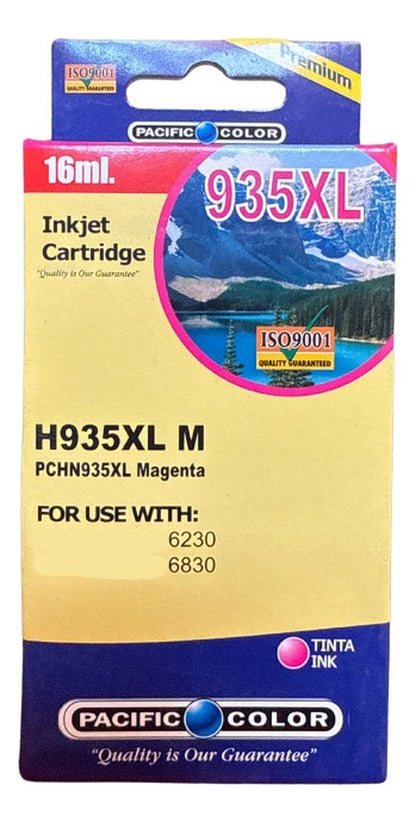 ISO9001
QUALITY GUARANTEED
Premium
PACIFIC COLOR
16ml.
935XL
Inkjet
Cartridge
"Quality is Our Guarantee"
ISO9001
QUALITY GUARANTEED
H935XL M
PCHN935XL Magenta
FOR USE WITH:
6230
6830
TINTA
INK
PACIFIC COLOR
"Quality is Our Guarantee"